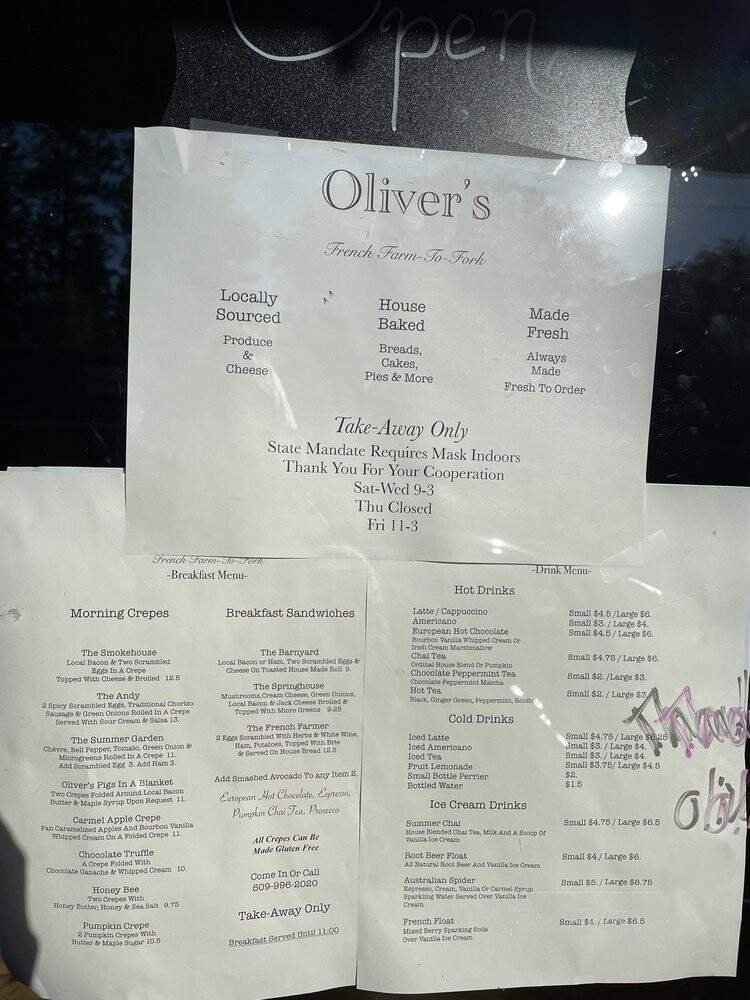 Open
Oliver's
French Farm-To-Fork
Locally
Sourced
Produce
&
Cheese
House
Baked
Breads,
Cakes,
Pies & More
Made
Fresh
Always
Made
Fresh To Order
Take-Away Only
State Mandate Requires Mask Indoors
Thank You For Your Cooperation
Sat-Wed 9-3
Thu Closed
Fri 11-3
French Farm-To-Fork
-Breakfast Menu-
Morning Crepes
The Smokehouse
Local Bacon & Two Scrambled
Eggs In A Crepe
Topped With Cheese & Broiled 12.5
The Andy
2 Spicy Scrambled Eggs, Traditional Chorizo
Sausage & Green Onions Rolled In A Crepe
Served With Sour Cream & Salsa 13.
The Summer Garden
Chèvre, Bell Pepper, Tomato, Green Onion &
Microgreens Rolled In A Crepe 11.
Add Scrambled Egg 3. Add Ham 3.
Oliver's Pigs In A Blanket
Two Crepes Folded Around Local Bacon
Butter & Maple Syrup Upon Request 11.
Carmel Apple Crepe
Pan Caramelized Apples And Bourbon Vanilla
Whipped Cream On A Folded Crepe 11.
Chocolate Truffle
A Crepe Folded With
Chocolate Ganache & Whipped Cream 10.
Honey Bee
Two Crepes With
Honey Butter, Honey & Sea Salt 9.75
Pumpkin Crepe
2 Pumpkin Crepes With
Butter & Maple Sugar 10.5
Breakfast Sandwiches
The Barnyard
Local Bacon or Ham, Two Scrambled Eggs &
Cheese On Toasted House Made Roll 9.
The Springhouse
Mushrooms,Cream Cheese, Green Onions,
Local Bacon & Jack Cheese Broiled &
Topped With Micro Greens 9.25
The French Farmer
2 Eggs Scrambled With Herbs & White Wine,
Ham, Potatoes, Topped With Brie
& Served On House Bread 12.5
Add Smashed Avocado To any Item 2.
European Hot Chocolate, Espresso,
Pumpkin Chai Tea, Prosecco
All Crepes Can Be
Made Gluten Free
Come In Or Call
509-996-2020
Take-Away Only
Breakfast Served Until 11:00
-Drink Menu-
Hot Drinks
Latte / Cappuccino Small $4.5 /Large $6.
Americano Small $3. / Large $4.
European Hot Chocolate Small $4.5 /Large $6.
Bourbon Vanilla Whipped Cream Or
Irish Cream Marshmallow
Chai Tea Small $4.75 / Large $6.
Ordinal House Blend Or Pumpkin
Chocolate Peppermint Tea Small $2. /Large $3.
Chocolate Peppermint Matcha
Hot Tea Small $2. / Large $3.
Black, Ginger Green, Peppermint, Rooibos
Cold Drinks
Iced Latte Small $4.75 / Large $6.25
Iced Americano Small $3. / Large $4.
Iced Tea Small $3. / Large $4.
Fruit Lemonade Small $3.75/ Large $4.5
Small Bottle Perrier $2.
Bottled Water $1.5
Ice Cream Drinks
Summer Chai Small $4.75 / Large $6.5
House Blended Chai Tea, Milk And A Scoop Of
Vanilla Ice Cream
Root Beer Float Small $4./ Large $6.
All Natural Root Beer And Vanilla Ice Cream
Australian Spider Small $5. / Large $6.75
Espresso, Cream, Vanilla Or Carmel Syrup
Sparkling Water Served Over Vanilla Ice
Cream
French Float Small $4. / Large $6.5
Mixed Berry Sparking Soda
Over Vanilla Ice Cream